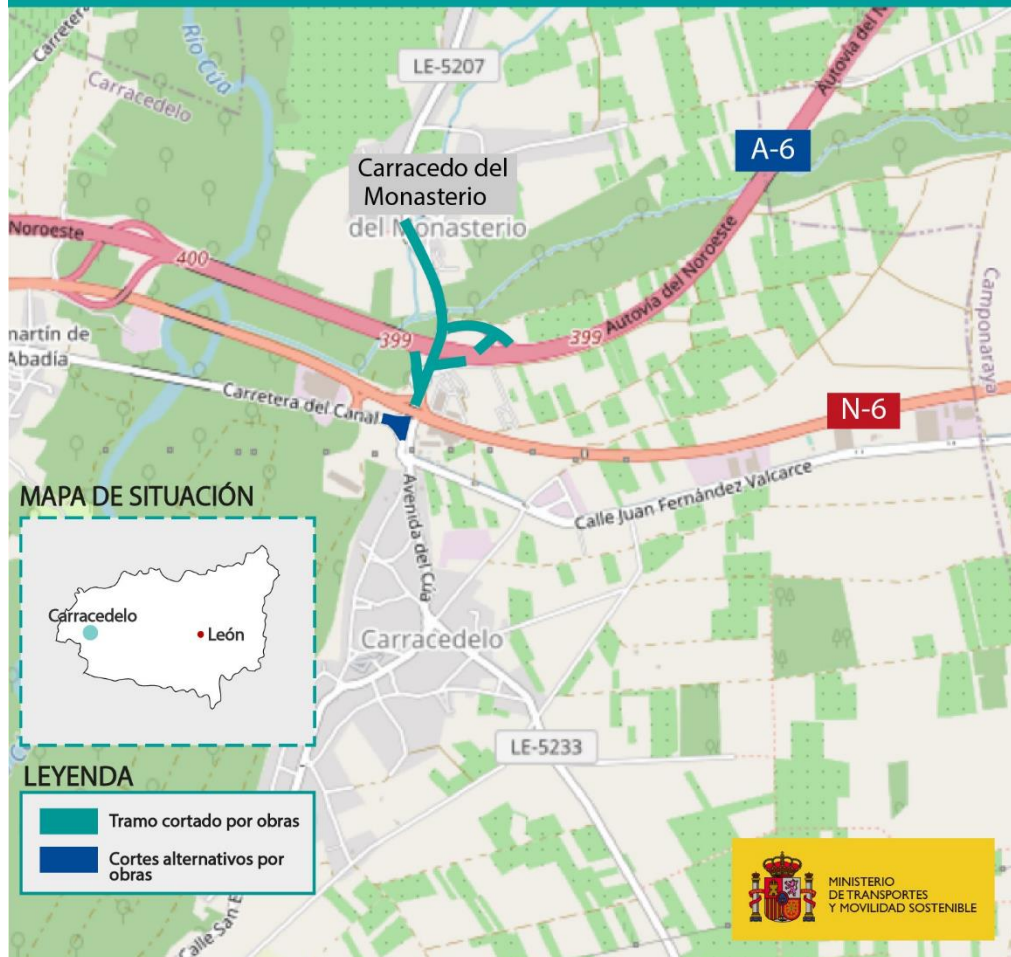 Carretera
Río Cúa
Carracedelo
LE-5207
Autovía del Noroeste
A-6
Carracedo del
Monasterio
del Monasterio
Noroeste
400
399
399
Autovía del Noroeste
Camponaraya
martín de
Abadía
Carretera del Canal
N-6
Avenida del Cúa
Calle Juan Fernández Valcarce
MAPA DE SITUACIÓN
Carracedelo
León
Carracedelo
LE-5233
LEYENDA
Tramo cortado por obras
Cortes alternativos por
obras
Calle San E
MINISTERIO
DE TRANSPORTES
Y MOVILIDAD SOSTENIBLE